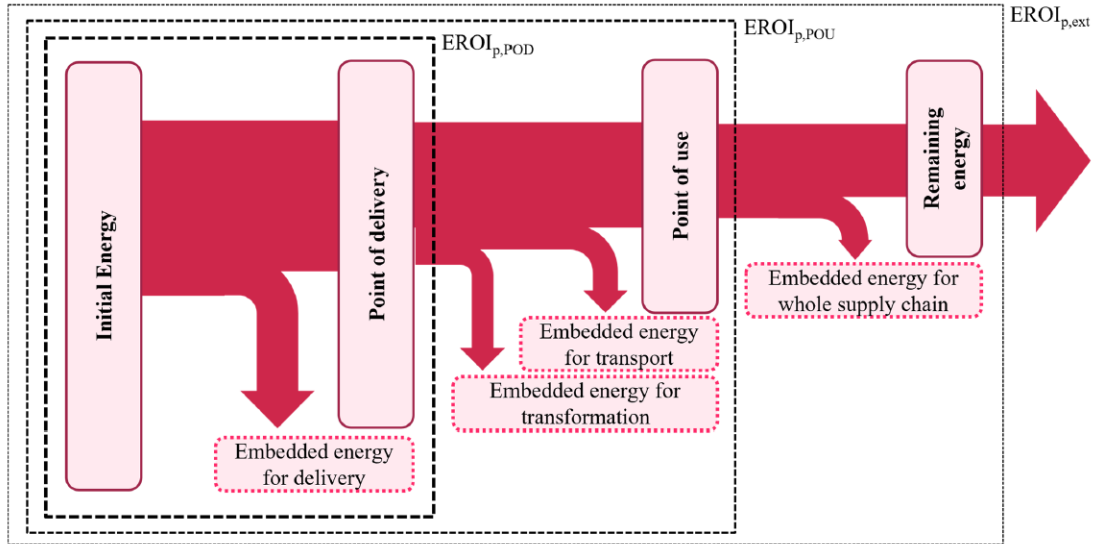 EROIp,ext
EROIp,POU
EROIp,POD
Initial Energy
Point of delivery
Point of use
Remaining
energy
Embedded energy
for delivery
Embedded energy for
transformation
Embedded energy
for transport
Embedded energy for
whole supply chain